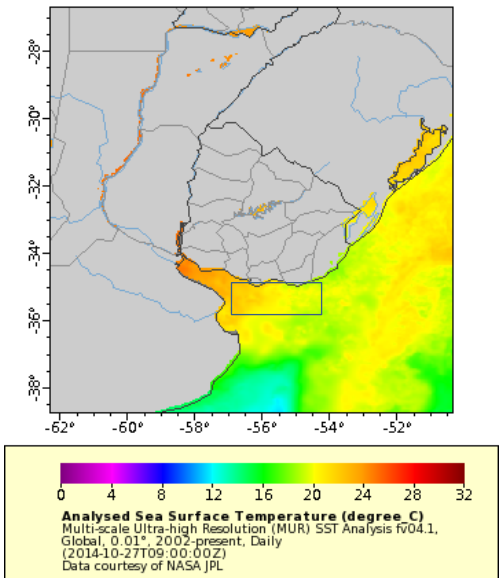 -28°
-30°
-32°
-34°
-36°
-38°
-62° -60° -58° -56° -54° -52°
0 4 8 12 16 20 24 28 32
Analysed Sea Surface Temperature (degree_C)
Multi-scale Ultra-high Resolution (MUR) SST Analysis fv04.1,
Global, 0.01°, 2002-present, Daily
(2014-10-27T09:00:00Z)
Data courtesy of NASA JPL